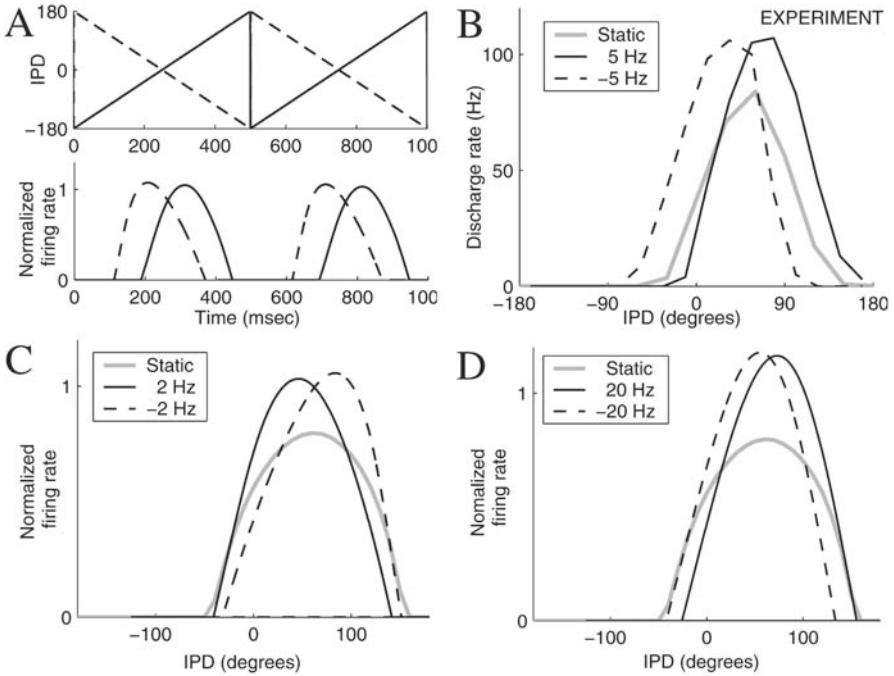 A
180
0
-180
IPD
0 200 400 600 800 100
1
0
Normalized
firing rate
0 200 400 600 800 100
Time (msec)
B
EXPERIMENT
Static
5 Hz
-5 Hz
100
50
0
Discharge rate (Hz)
-180 -90 0 90 180
IPD (degrees)
C
Static
2 Hz
-2 Hz
1
0
Normalized
firing rate
-100 0 100
IPD (degrees)
D
Static
20 Hz
-20 Hz
1
0
Nomalized
firing rate
-100 0 100
IPD (degrees)